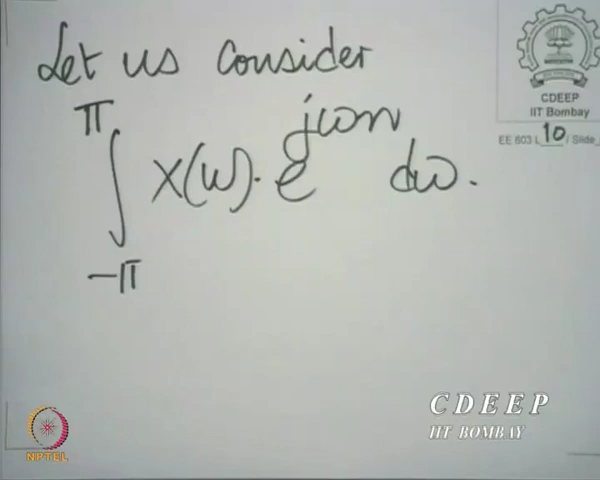 Let us consider
π
∫ X(ω)·e^{jωn} dω.
-π
CDEEP
IIT Bombay
EE 603 L 10 / Slide
NPTEL
CDEEP
IIT BOMBAY